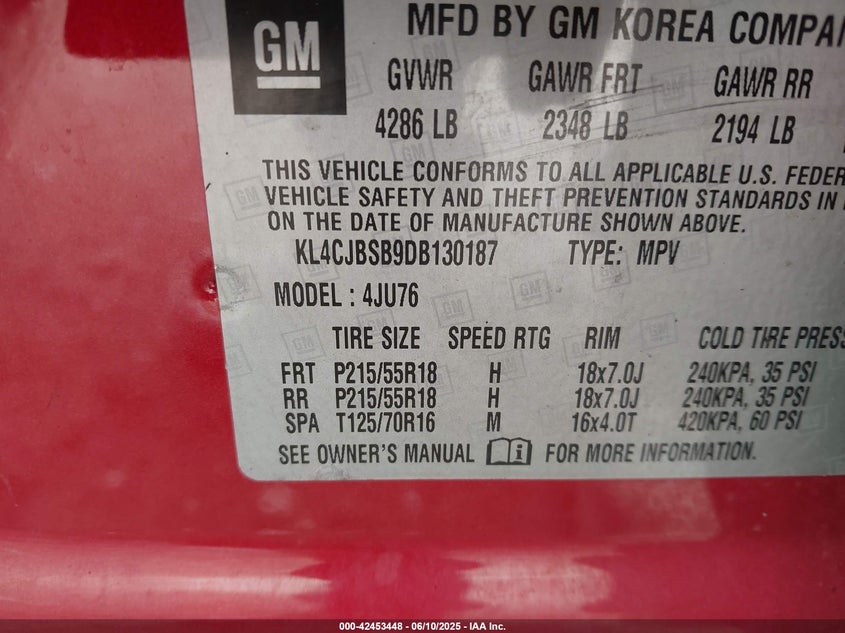 GM
MFD BY GM KOREA COMPAN
GVWR GAWR FRT GAWR RR
4286 LB 2348 LB 2194 LB
THIS VEHICLE CONFORMS TO ALL APPLICABLE U.S. FEDER
VEHICLE SAFETY AND THEFT PREVENTION STANDARDS IN
ON THE DATE OF MANUFACTURE SHOWN ABOVE.
KL4CJBSB9DB130187 TYPE: MPV
MODEL : 4JU76
TIRE SIZE SPEED RTG RIM COLD TIRE PRESS
FRT P215/55R18 H 18x7.0J 240KPA, 35 PSI
RR P215/55R18 H 18x7.0J 240KPA, 35 PSI
SPA T125/70R16 M 16x4.0T 420KPA, 60 PSI
SEE OWNER'S MANUAL i FOR MORE INFORMATION.
000-42453448 - 06/10/2025 - IAA Inc.